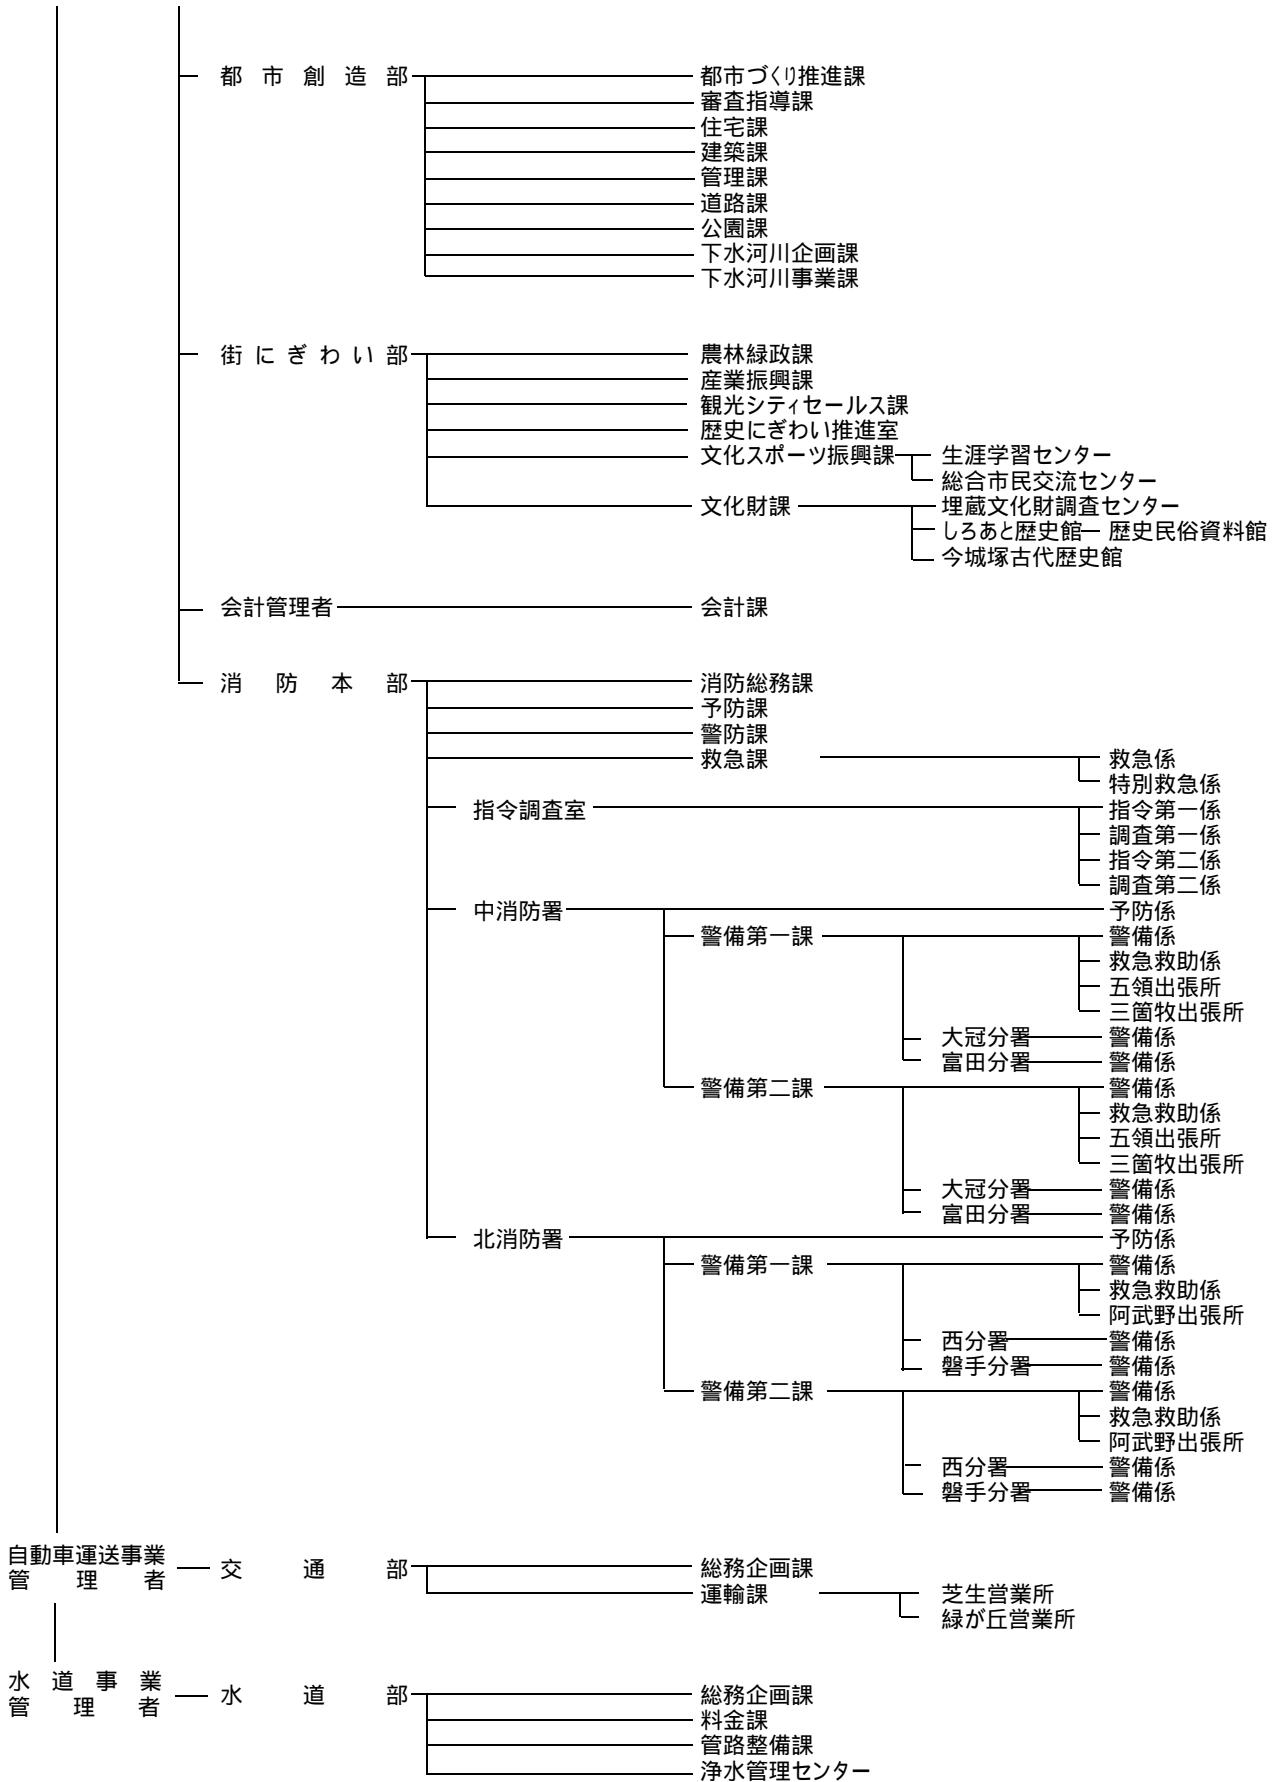 都市創造部 都市づくり推進課
審査指導課
住宅課
建築課
管理課
道路課
公園課
下水河川企画課
下水河川事業課
街にぎわい部 農林緑政課
産業振興課
観光シティセールス課
歴史にぎわい推進室
文化スポーツ振興課 生涯学習センター
総合市民交流センター
文化財課 埋蔵文化財調査センター
しろあと歴史館 歴史民俗資料館
今城塚古代歴史館
会計管理者 会計課
消防本部 消防総務課
予防課
警防課
救急課 救急係
特別救急係
指令調査室 指令第一係
調査第一係
指令第二係
調査第二係
中消防署 予防係
警備第一課 警備係
救急救助係
五領出張所
三箇牧出張所
大冠分署 警備係
富田分署 警備係
警備第二課 警備係
救急救助係
五領出張所
三箇牧出張所
大冠分署 警備係
富田分署 警備係
北消防署 予防係
警備第一課 警備係
救急救助係
阿武野出張所
西分署 警備係
磐手分署 警備係
警備第二課 警備係
救急救助係
阿武野出張所
西分署 警備係
磐手分署 警備係
自動車運送事業
管理者 交通部 総務企画課
運輸課 芝生営業所
緑が丘営業所
水道事業
管理者 水道部 総務企画課
料金課
管路整備課
浄水管理センター